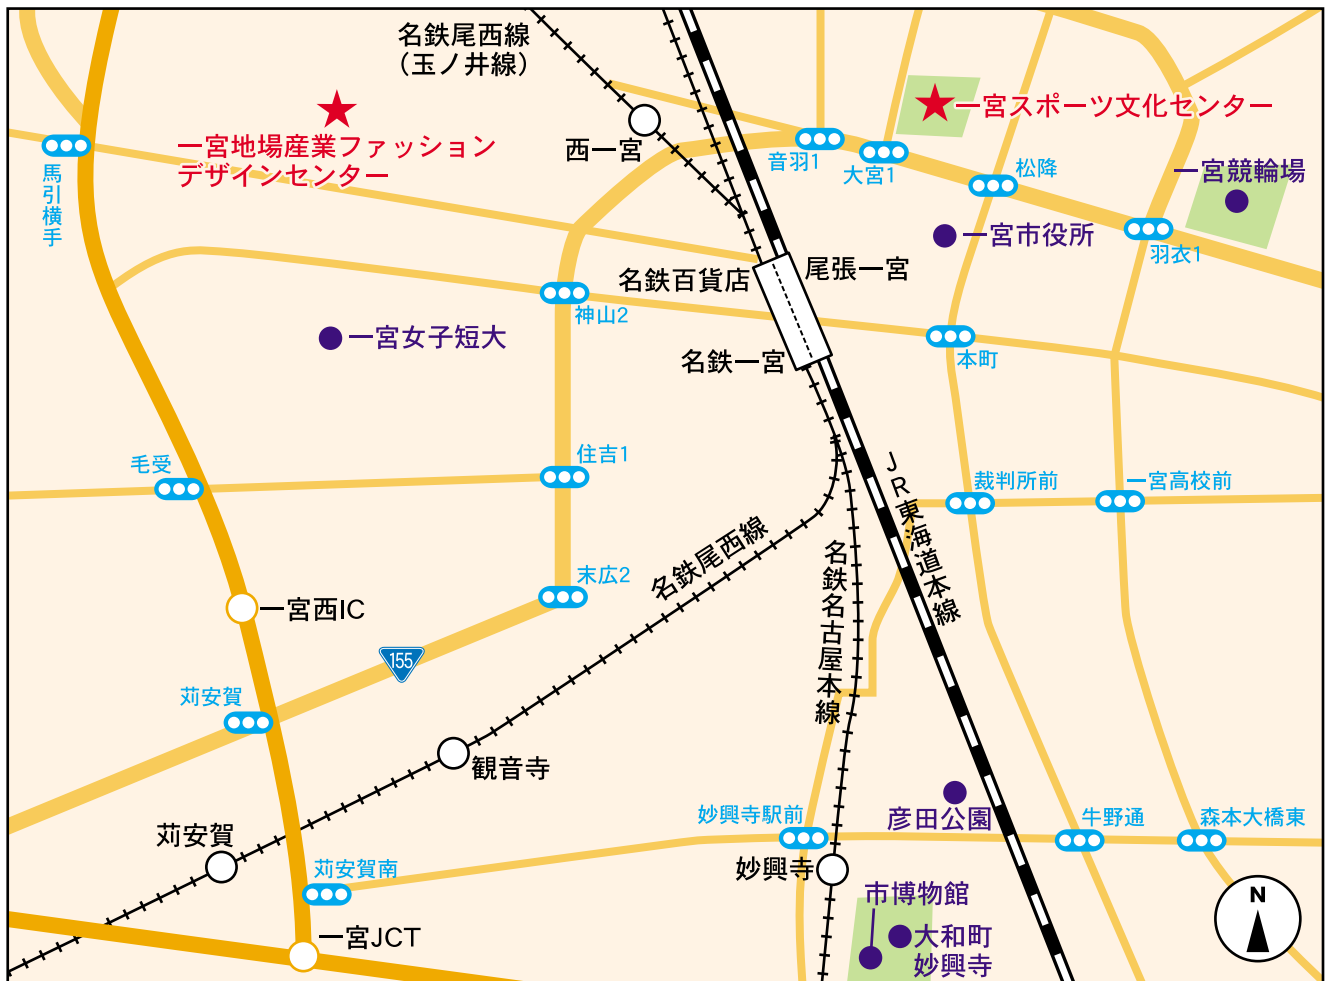 名鉄尾西線
（玉ノ井線）
一宮スポーツ文化センター
一宮地場産業ファッション
デザインセンター
西一宮
音羽1
大宮1
松降
一宮競輪場
馬引横手
一宮市役所
羽衣1
尾張一宮
名鉄百貨店
神山2
一宮女子短大
本町
名鉄一宮
住吉1
毛受
JR東海道本線
裁判所前
一宮高校前
名鉄尾西線
名鉄名古屋本線
末広2
一宮西IC
155
苅安賀
観音寺
妙興寺駅前
彦田公園
牛野通
森本大橋東
苅安賀
苅安賀南
妙興寺
市博物館
N
一宮JCT
大和町
妙興寺